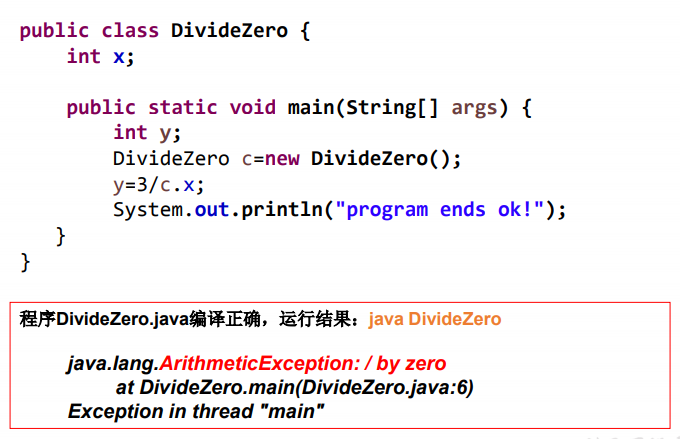 public class DivideZero {
int x;
public static void main(String[] args) {
int y;
DivideZero c=new DivideZero();
y=3/c.x;
System.out.println("program ends ok!");
}
}
程序DivideZero.java编译正确，运行结果：java DivideZero
java.lang.ArithmeticException: / by zero
at DivideZero.main(DivideZero.java:6)
Exception in thread "main"